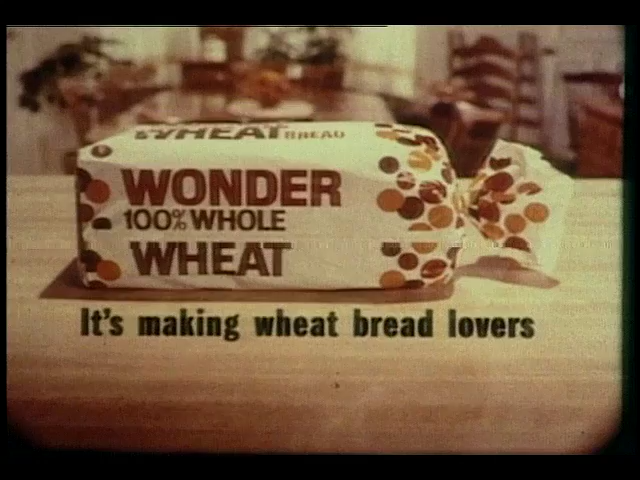 WHEAT BREAD
WONDER
100% WHOLE
WHEAT
It's making wheat bread lovers